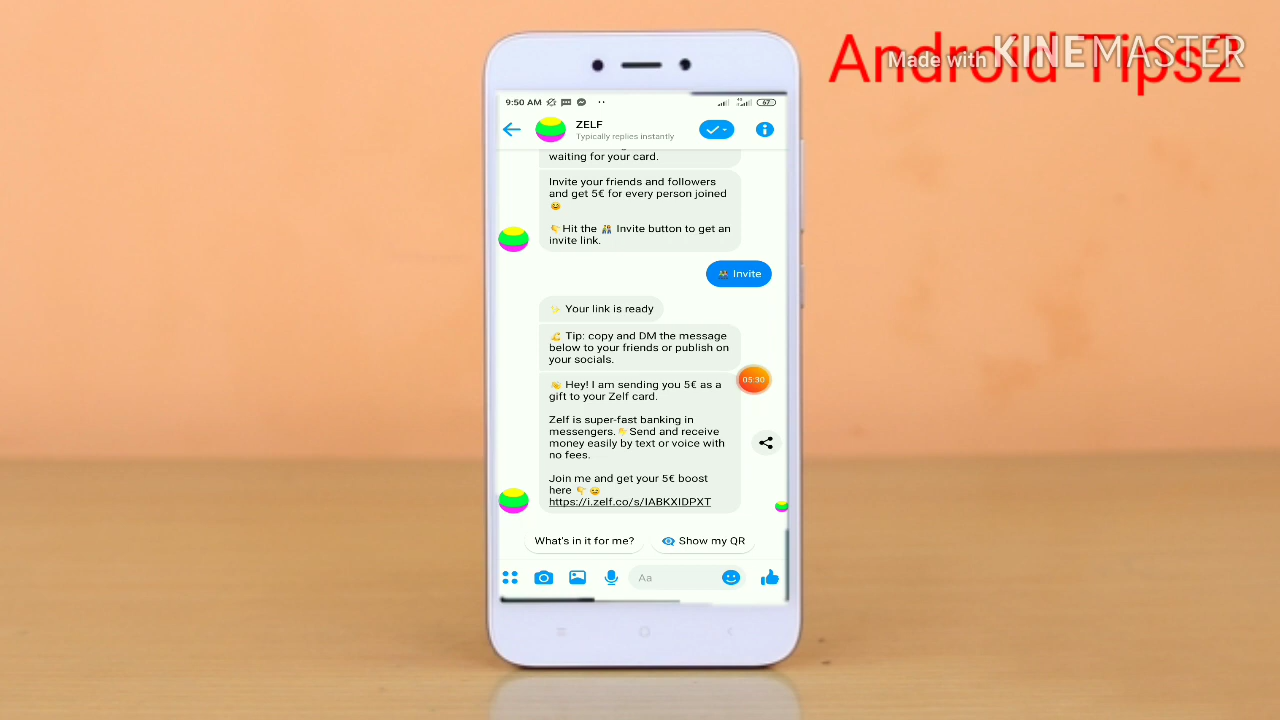 Android Tips2
Made with KINEMASTER
9:50 AM
4G
67
ZELF
Typically replies instantly
waiting for your card.
Invite your friends and followers
and get 5€ for every person joined
Hit the Invite button to get an
invite link.
Invite
Your link is ready
Tip: copy and DM the message
below to your friends or publish on
your socials.
05:30
Hey! I am sending you 5€ as a
gift to your Zelf card.
Zelf is super-fast banking in
messengers. Send and receive
money easily by text or voice with
no fees.
Join me and get your 5€ boost
here
https://i.zelf.co/s/IABKXIDPXT
What's in it for me?
Show my QR
Aa